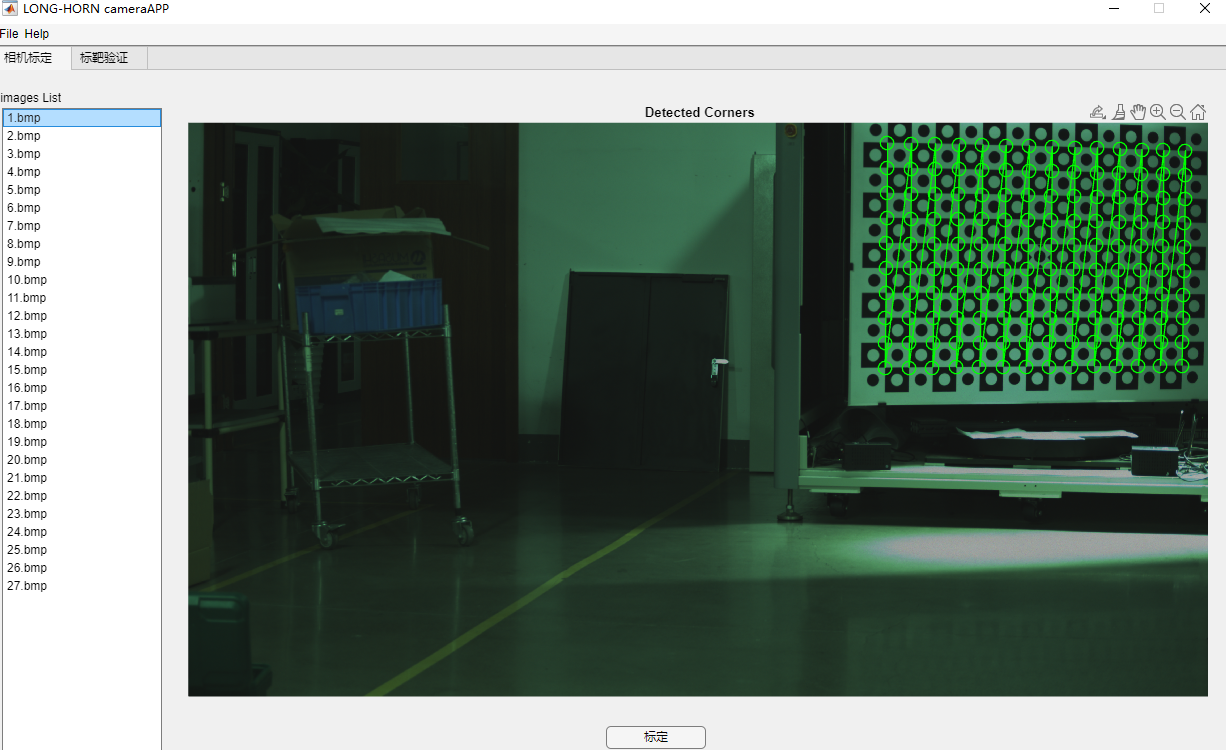 LONG-HORN cameraAPP
File Help
相机标定 标靶验证
images List
Detected Corners
1.bmp
2.bmp
3.bmp
4.bmp
5.bmp
6.bmp
7.bmp
8.bmp
9.bmp
10.bmp
11.bmp
12.bmp
13.bmp
14.bmp
15.bmp
16.bmp
17.bmp
18.bmp
19.bmp
20.bmp
21.bmp
22.bmp
23.bmp
24.bmp
25.bmp
26.bmp
27.bmp
标定